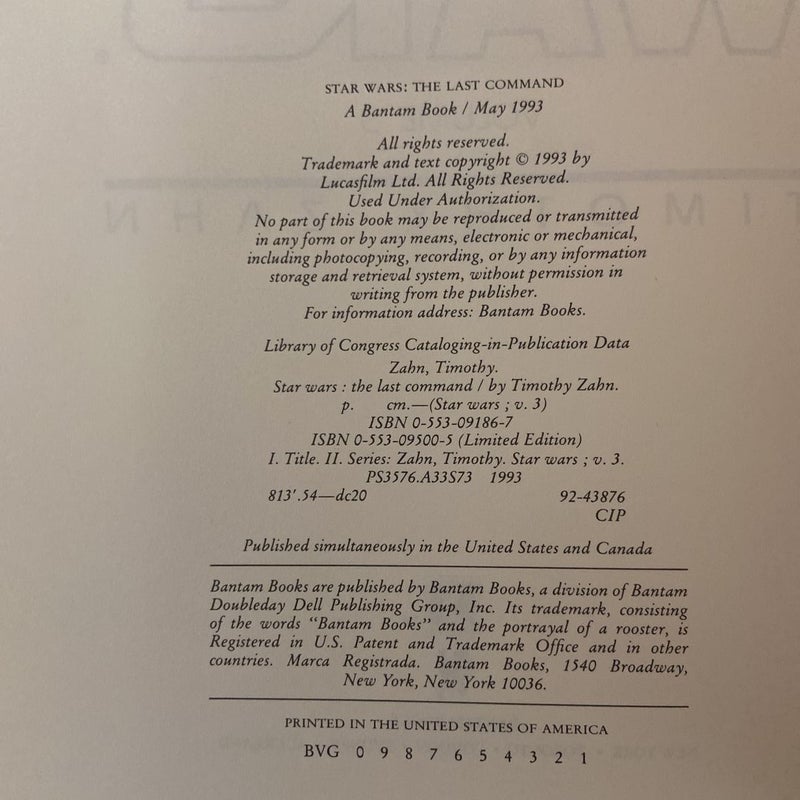 STAR WARS: THE LAST COMMAND
A Bantam Book / May 1993
All rights reserved.
Trademark and text copyright © 1993 by
Lucasfilm Ltd. All Rights Reserved.
Used Under Authorization.
No part of this book may be reproduced or transmitted
in any form or by any means, electronic or mechanical,
including photocopying, recording, or by any information
storage and retrieval system, without permission in
writing from the publisher.
For information address: Bantam Books.
Library of Congress Cataloging-in-Publication Data
Zahn, Timothy.
Star wars : the last command / by Timothy Zahn.
p. cm.—(Star wars ; v. 3)
ISBN 0-553-09186-7
ISBN 0-553-09500-5 (Limited Edition)
I. Title. II. Series: Zahn, Timothy. Star wars ; v. 3.
PS3576.A33S73 1993
813'.54—dc20 92-43876
CIP
Published simultaneously in the United States and Canada
Bantam Books are published by Bantam Books, a division of Bantam
Doubleday Dell Publishing Group, Inc. Its trademark, consisting
of the words “Bantam Books” and the portrayal of a rooster, is
Registered in U.S. Patent and Trademark Office and in other
countries. Marca Registrada. Bantam Books, 1540 Broadway,
New York, New York 10036.
PRINTED IN THE UNITED STATES OF AMERICA
BVG 0 9 8 7 6 5 4 3 2 1